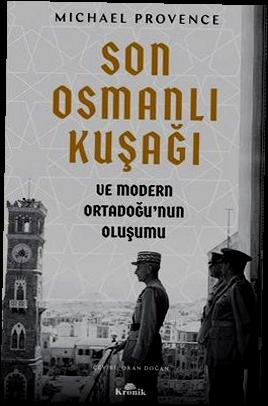 MICHAEL PROVENCE
SON
OSMANLI
KUŞAĞI
VE MODERN
ORTADOĞU'NUN
OLUŞUMU
ÇEVİRİ: OKAN DOĞAN
Kronik